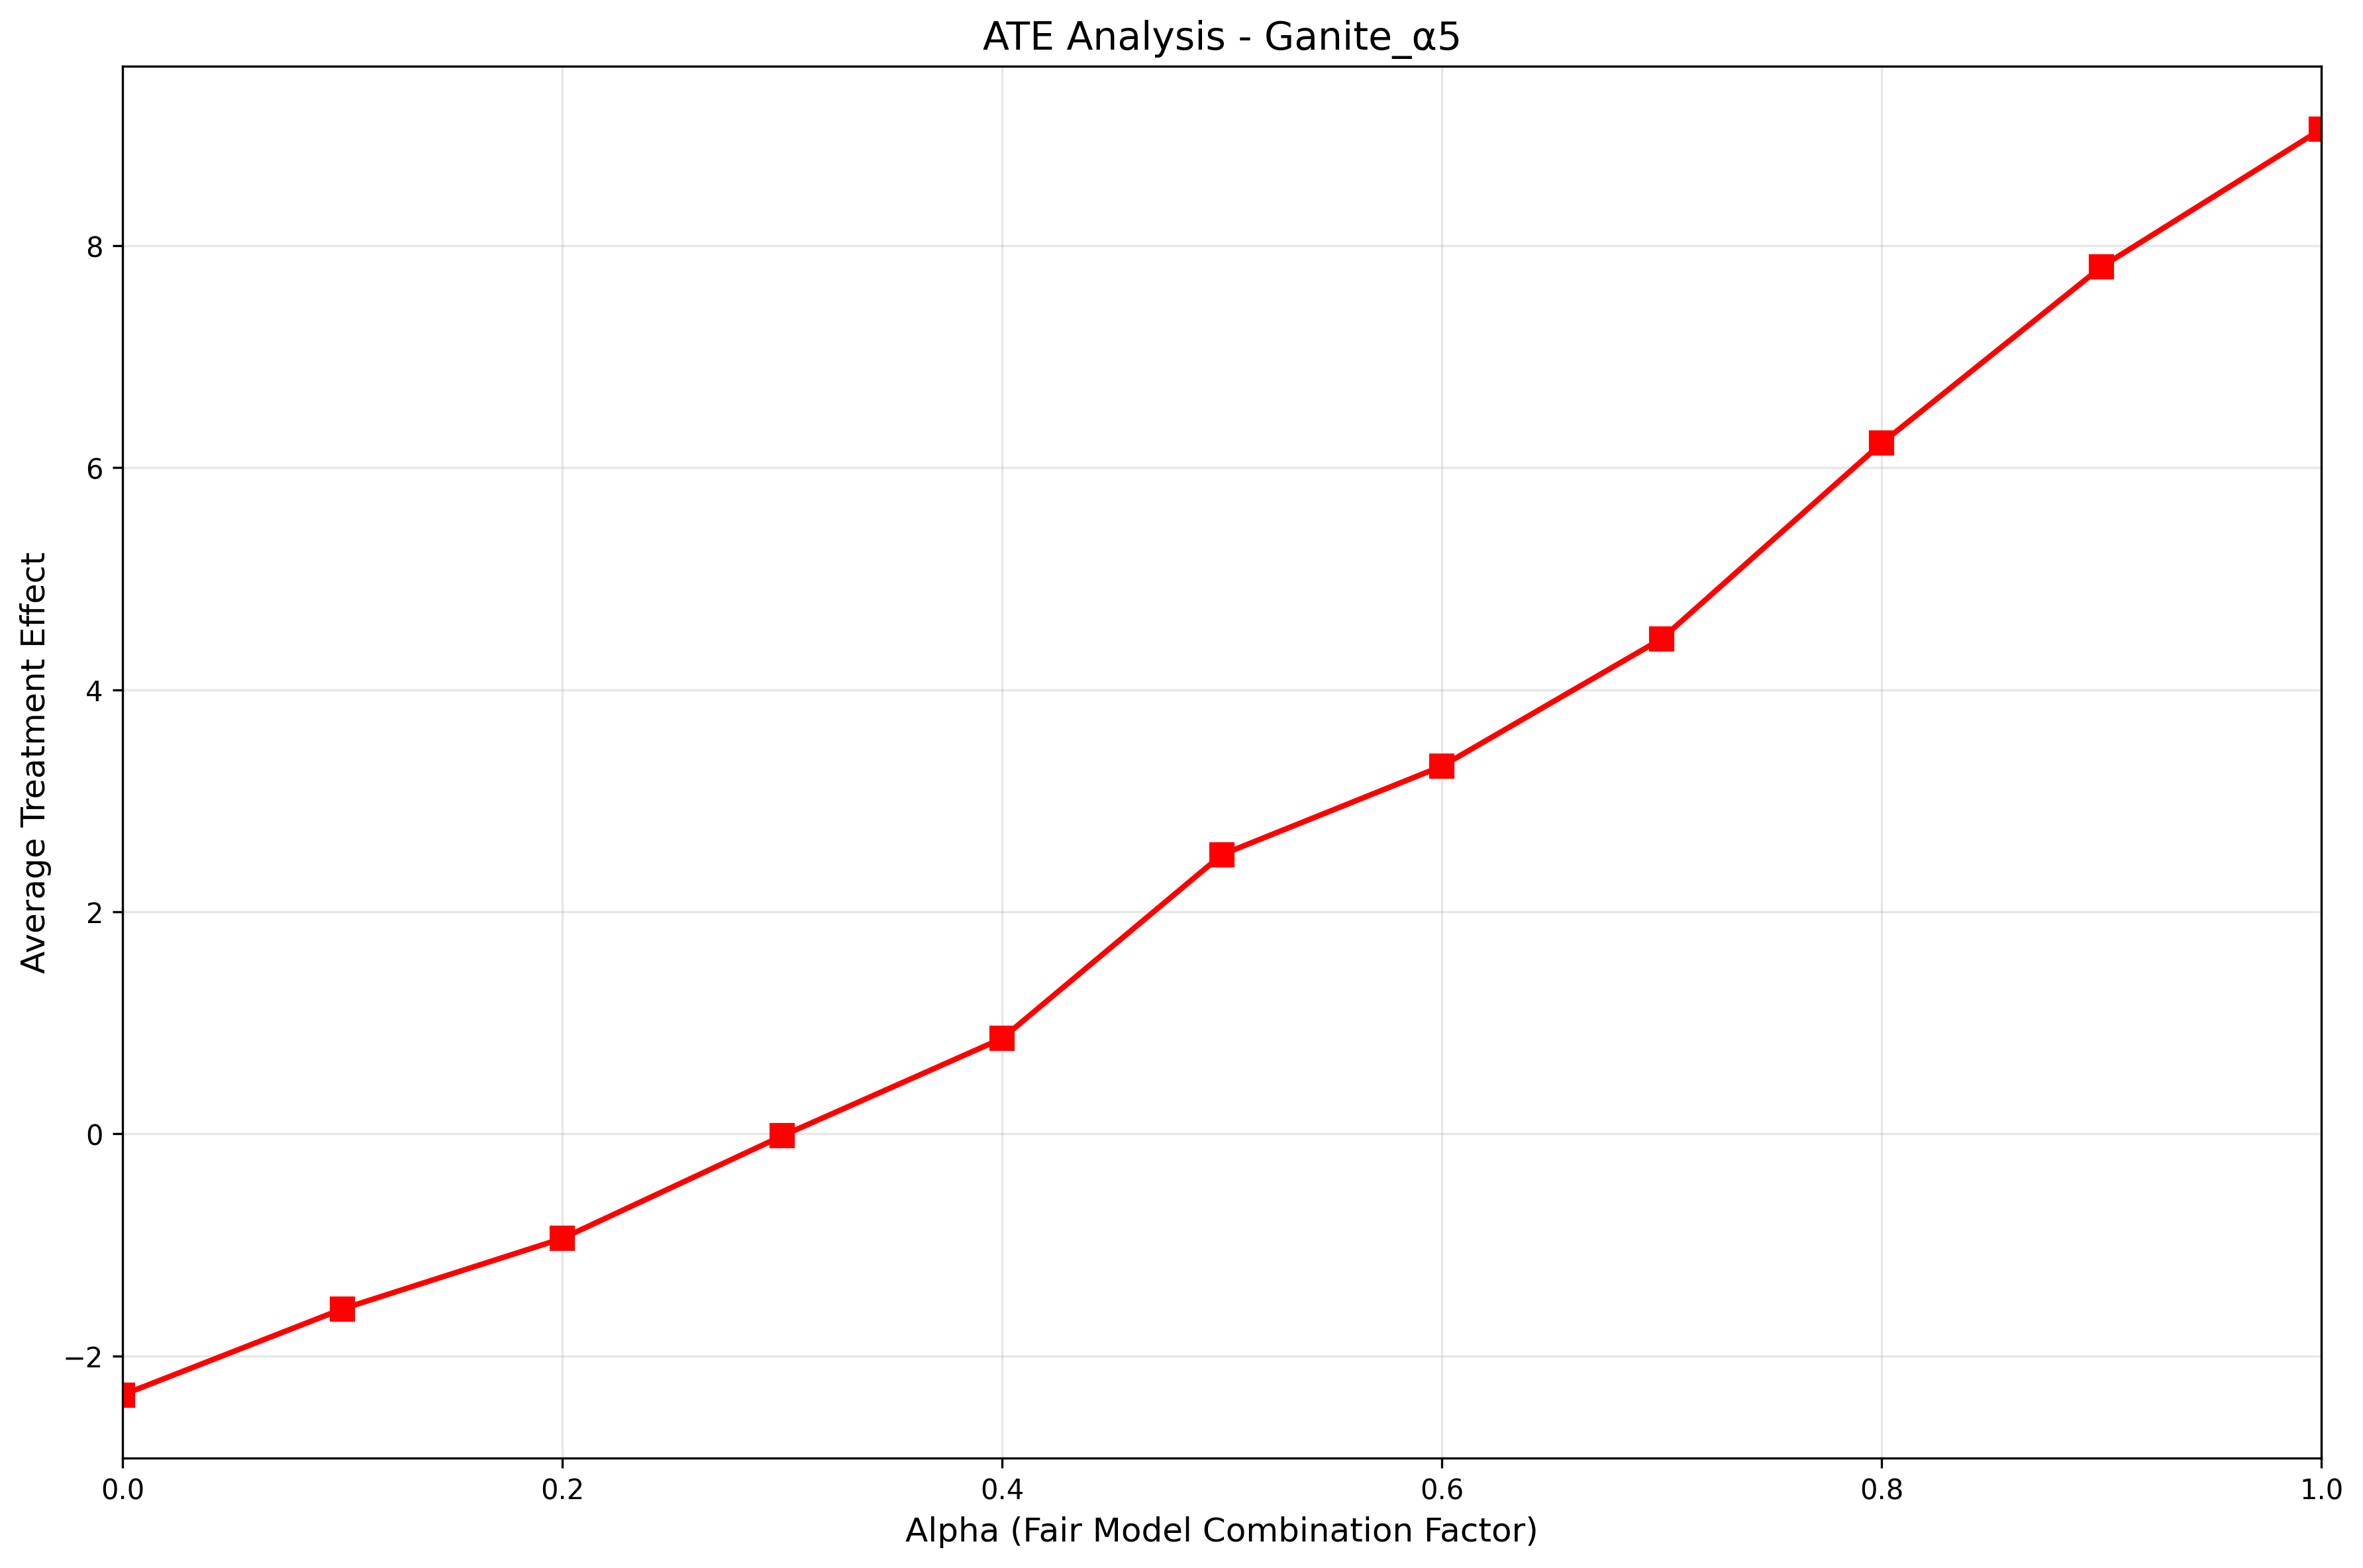 ATE Analysis - Ganite_α5
Average Treatment Effect
8
6
4
2
0
−2
0.0 0.2 0.4 0.6 0.8 1.0
Alpha (Fair Model Combination Factor)